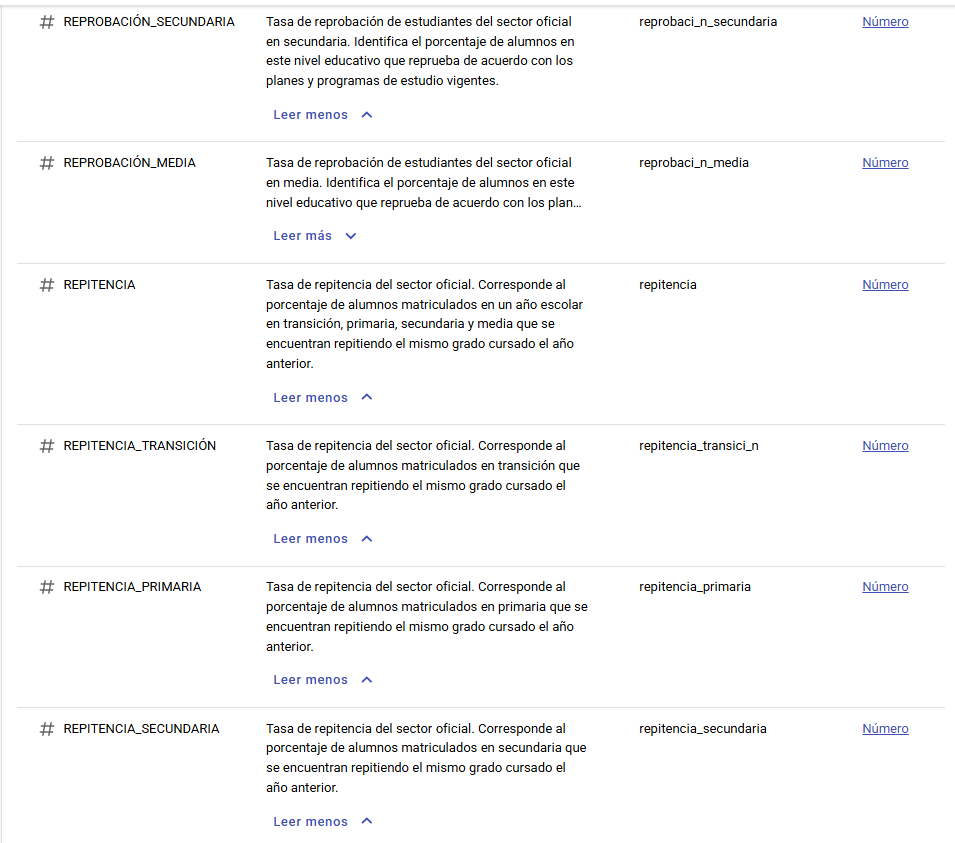 # REPROBACIÓN_SECUNDARIA
Tasa de reprobación de estudiantes del sector oficial
en secundaria. Identifica el porcentaje de alumnos en
este nivel educativo que reprueba de acuerdo con los
planes y programas de estudio vigentes.
Leer menos
reprobaci_n_secundaria
Número
# REPROBACIÓN_MEDIA
Tasa de reprobación de estudiantes del sector oficial
en media. Identifica el porcentaje de alumnos en este
nivel educativo que reprueba de acuerdo con los plan…
Leer más
reprobaci_n_media
Número
# REPITENCIA
Tasa de repitencia del sector oficial. Corresponde al
porcentaje de alumnos matriculados en un año escolar
en transición, primaria, secundaria y media que se
encuentran repitiendo el mismo grado cursado el año
anterior.
Leer menos
repitencia
Número
# REPITENCIA_TRANSICIÓN
Tasa de repitencia del sector oficial. Corresponde al
porcentaje de alumnos matriculados en transición que
se encuentran repitiendo el mismo grado cursado el
año anterior.
Leer menos
repitencia_transici_n
Número
# REPITENCIA_PRIMARIA
Tasa de repitencia del sector oficial. Corresponde al
porcentaje de alumnos matriculados en primaria que se
encuentran repitiendo el mismo grado cursado el año
anterior.
Leer menos
repitencia_primaria
Número
# REPITENCIA_SECUNDARIA
Tasa de repitencia del sector oficial. Corresponde al
porcentaje de alumnos matriculados en secundaria que
se encuentran repitiendo el mismo grado cursado el
año anterior.
Leer menos
repitencia_secundaria
Número